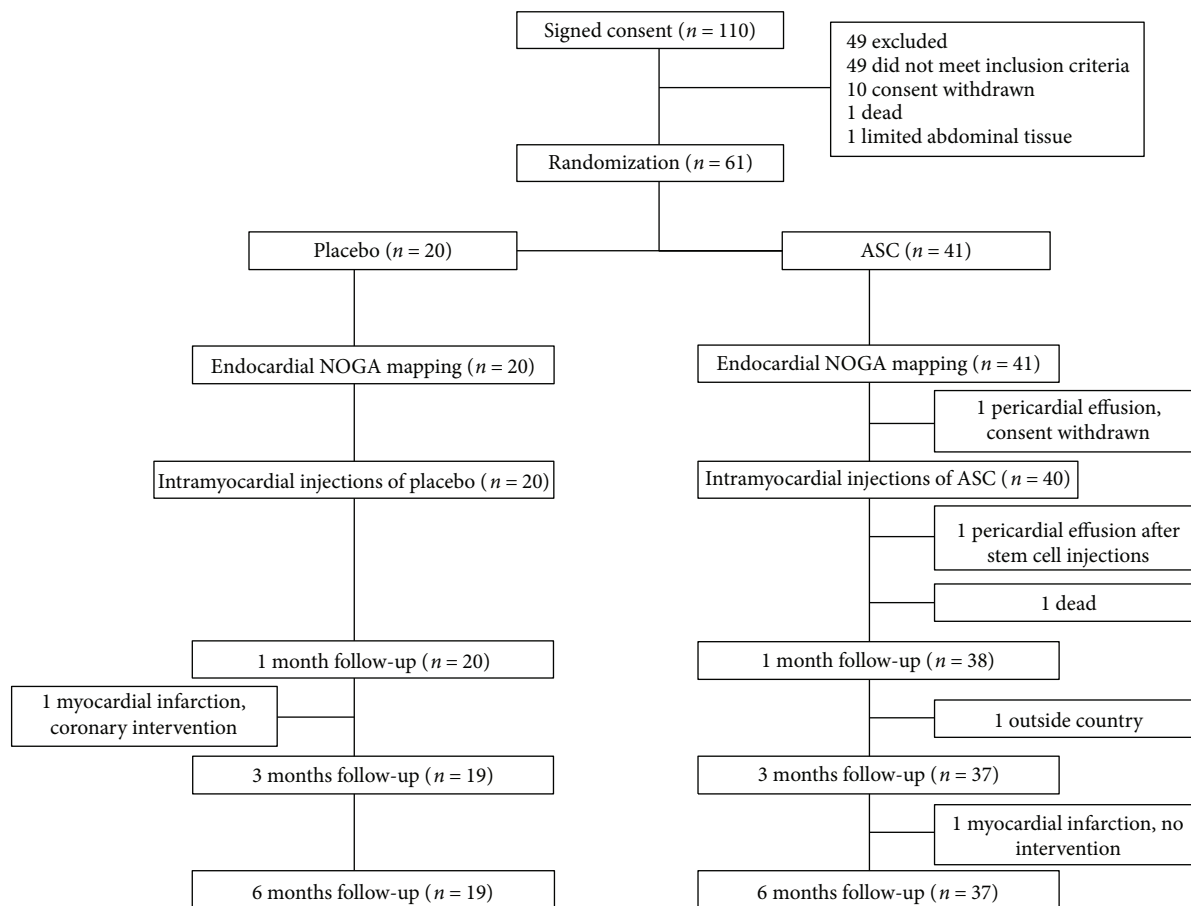 Signed consent (n = 110)
49 excluded
49 did not meet inclusion criteria
10 consent withdrawn
1 dead
1 limited abdominal tissue
Randomization (n = 61)
Placebo (n = 20)
ASC (n = 41)
Endocardial NOGA mapping (n = 20)
Endocardial NOGA mapping (n = 41)
1 pericardial effusion,
consent withdrawn
Intramyocardial injections of placebo (n = 20)
Intramyocardial injections of ASC (n = 40)
1 pericardial effusion after
stem cell injections
1 dead
1 month follow-up (n = 20)
1 month follow-up (n = 38)
1 myocardial infarction,
coronary intervention
1 outside country
3 months follow-up (n = 19)
3 months follow-up (n = 37)
1 myocardial infarction, no
intervention
6 months follow-up (n = 19)
6 months follow-up (n = 37)